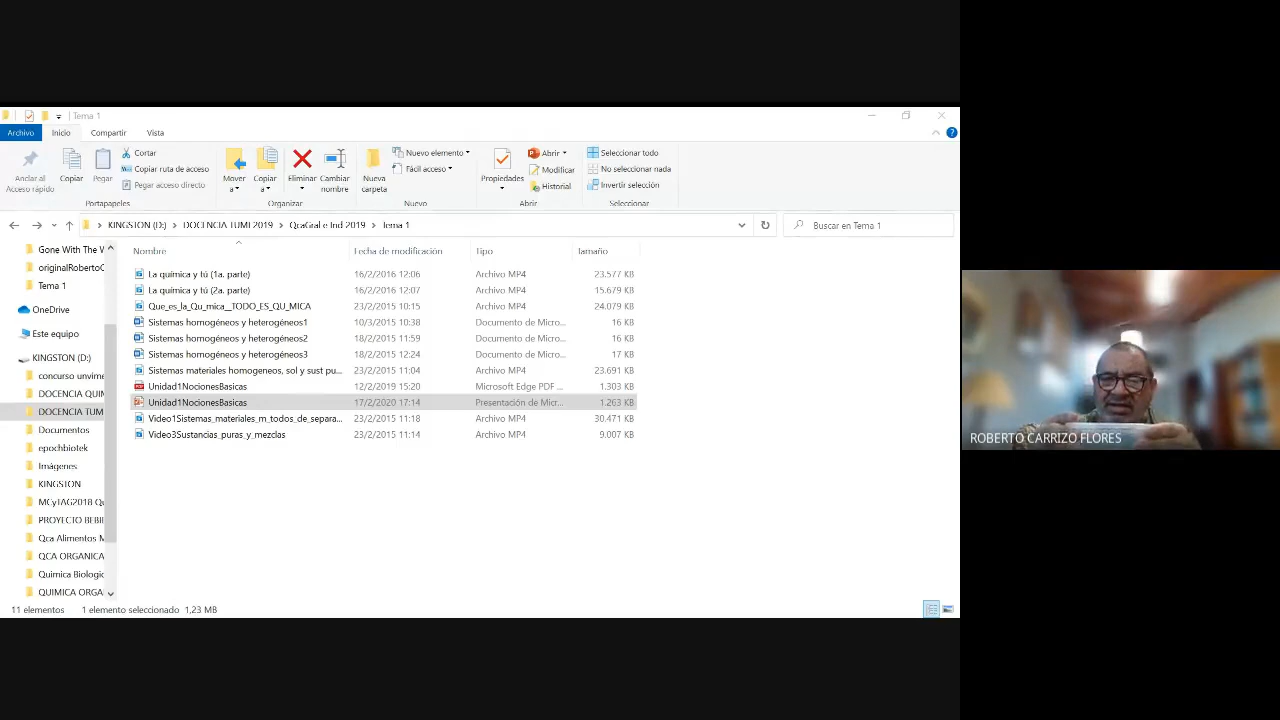 Tema 1
Archivo Inicio Compartir Vista
Anclar al Acceso rápido
Copiar
Pegar
Cortar
Copiar ruta de acceso
Pegar acceso directo
Portapapeles
Mover a
Copiar a
Eliminar
Cambiar nombre
Organizar
Nueva carpeta
Nuevo elemento
Fácil acceso
Nuevo
Propiedades
Abrir
Modificar
Historial
Abrir
Seleccionar todo
No seleccionar nada
Invertir selección
Seleccionar
KINGSTON (D:) > DOCENCIA TUMI 2019 > QcaGral e Ind 2019 > Tema 1
Buscar en Tema 1
Gone With The W
originalRobertoC
Tema 1
OneDrive
Este equipo
KINGSTON (D:)
concurso unvime
DOCENCIA QUIN
DOCENCIA TUM
Documentos
epochbiotek
Imágenes
KINGSTON
MCyTAG2018 Qu
PROYECTO BEBII
Qca Alimentos M
QCA ORGANICA
Quimica Biologic
QUIMICA ORGA
Nombre Fecha de modificación Tipo Tamaño
La química y tú (1a. parte) 16/2/2016 12:06 Archivo MP4 23.577 KB
La química y tú (2a. parte) 16/2/2016 12:07 Archivo MP4 15.679 KB
Que_es_la_Qu_mica__TODO_ES_QU_MICA 23/2/2015 10:15 Archivo MP4 24.079 KB
Sistemas homogéneos y heterogéneos1 10/3/2015 10:38 Documento de Micro... 16 KB
Sistemas homogéneos y heterogéneos2 18/2/2015 11:59 Documento de Micro... 16 KB
Sistemas homogéneos y heterogéneos3 18/2/2015 12:24 Documento de Micro... 17 KB
Sistemas materiales homogeneos, sol y sust pu... 23/2/2015 11:04 Archivo MP4 23.691 KB
Unidad1NocionesBasicas 12/2/2019 15:20 Microsoft Edge PDF ... 1.303 KB
Unidad1NocionesBasicas 17/2/2020 17:14 Presentación de Micr... 1.263 KB
Video1Sistemas_materiales_m_todos_de_separa... 23/2/2015 11:18 Archivo MP4 30.471 KB
Video3Sustancias_puras_y_mezclas 23/2/2015 11:14 Archivo MP4 9.007 KB
11 elementos 1 elemento seleccionado 1,23 MB
ROBERTO CARRIZO FLORES